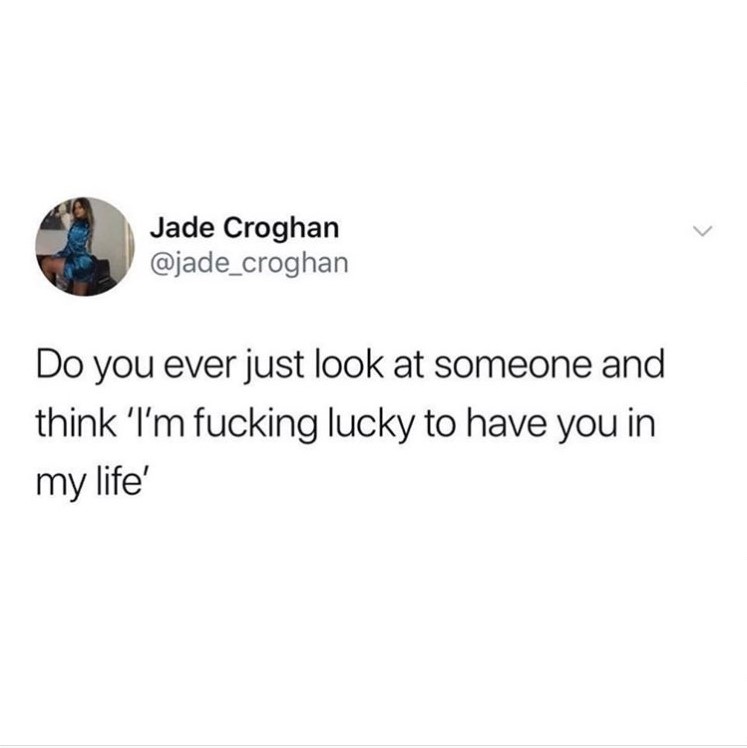 Jade Croghan
@jade_croghan
Do you ever just look at someone and
think 'I'm fucking lucky to have you in
my life'